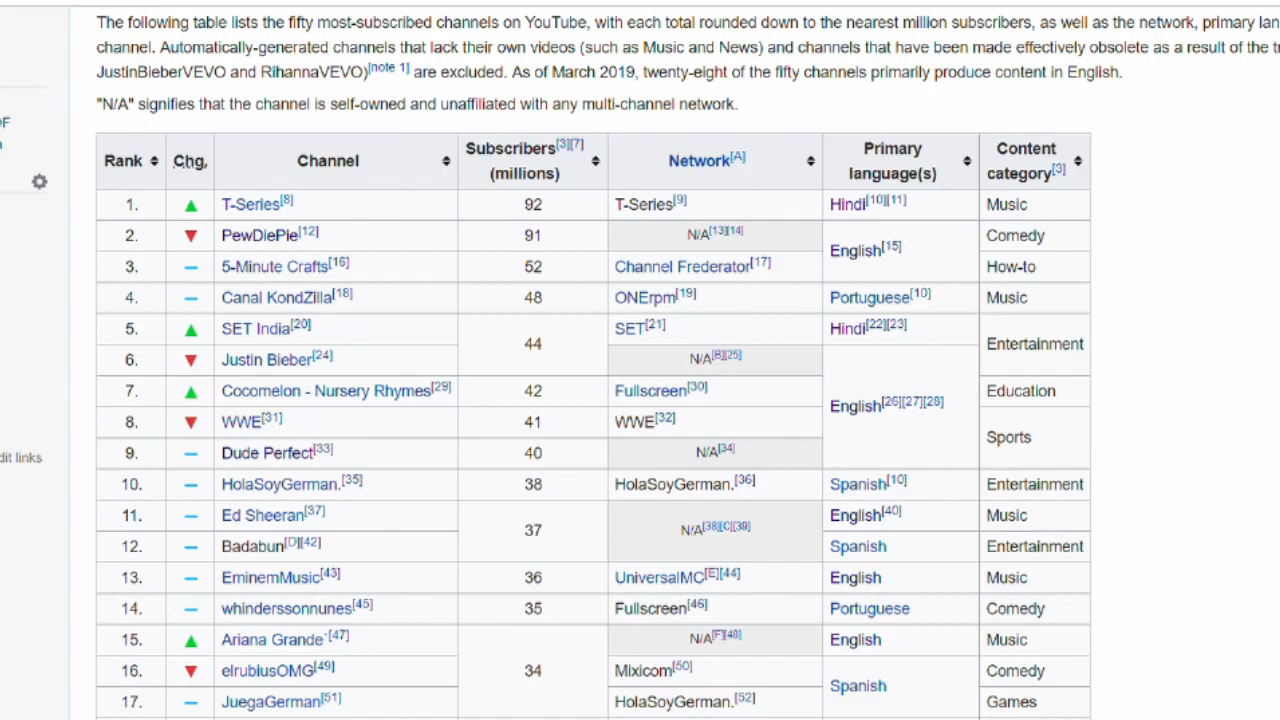 The following table lists the fifty most-subscribed channels on YouTube, with each total rounded down to the nearest million subscribers, as well as the network, primary lan
channel. Automatically-generated channels that lack their own videos (such as Music and News) and channels that have been made effectively obsolete as a result of the tr
JustinBieberVEVO and RihannaVEVO)[note 1] are excluded. As of March 2019, twenty-eight of the fifty channels primarily produce content in English.
"N/A" signifies that the channel is self-owned and unaffiliated with any multi-channel network.
OF
dit links
Rank Chg. Channel Subscribers[3][7] (millions) Network[A] Primary language(s) Content category[3]
1. ▲ T-Series[8] 92 T-Series[9] Hindi[10][11] Music
2. ▼ PewDiePie[12] 91 N/A[13][14] English[15] Comedy
3. – 5-Minute Crafts[16] 52 Channel Frederator[17] How-to
4. – Canal KondZilla[18] 48 ONErpm[19] Portuguese[10] Music
5. ▲ SET India[20] 44 SET[21] Hindi[22][23] Entertainment
6. ▼ Justin Bieber[24] N/A[B][25] English[26][27][28]
7. ▲ Cocomelon - Nursery Rhymes[29] 42 Fullscreen[30] Education
8. ▼ WWE[31] 41 WWE[32] Sports
9. – Dude Perfect[33] 40 N/A[34]
10. – HolaSoyGerman.[35] 38 HolaSoyGerman.[36] Spanish[10] Entertainment
11. – Ed Sheeran[37] 37 N/A[38][C][39] English[40] Music
12. – Badabun[D][42] Spanish Entertainment
13. – EminemMusic[43] 36 UniversalMC[E][44] English Music
14. – whinderssonnunes[45] 35 Fullscreen[46] Portuguese Comedy
15. ▲ Ariana Grande[47] 34 N/A[F][48] English Music
16. ▼ elrubiusOMG[49] Mixicom[50] Spanish Comedy
17. – JuegaGerman[51] HolaSoyGerman.[52] Games